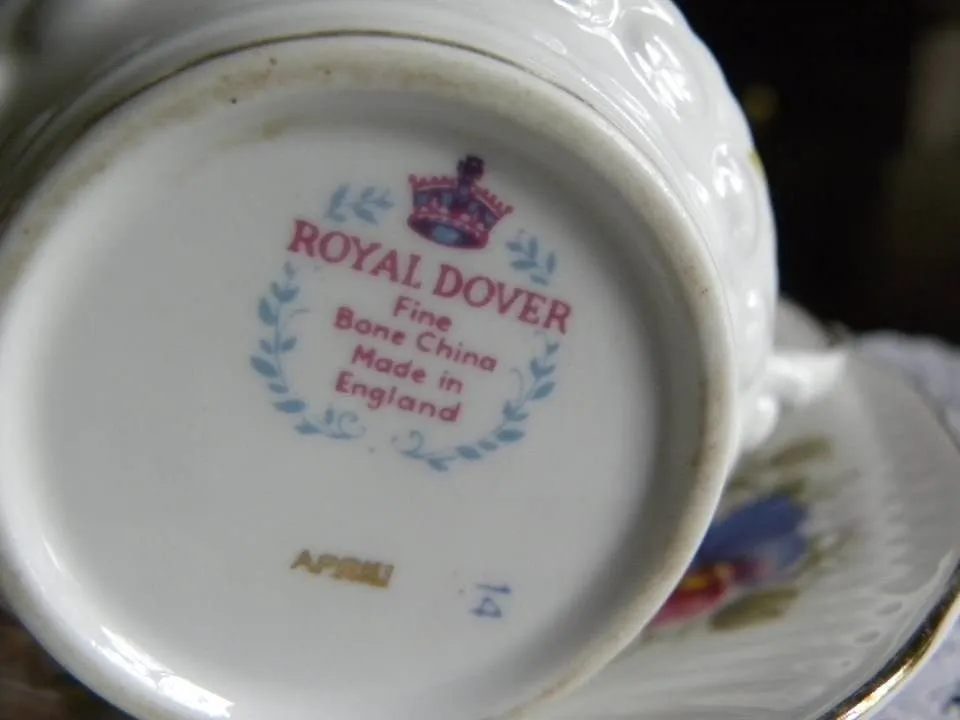 ROYAL DOVER
Fine
Bone China
Made in
England
14